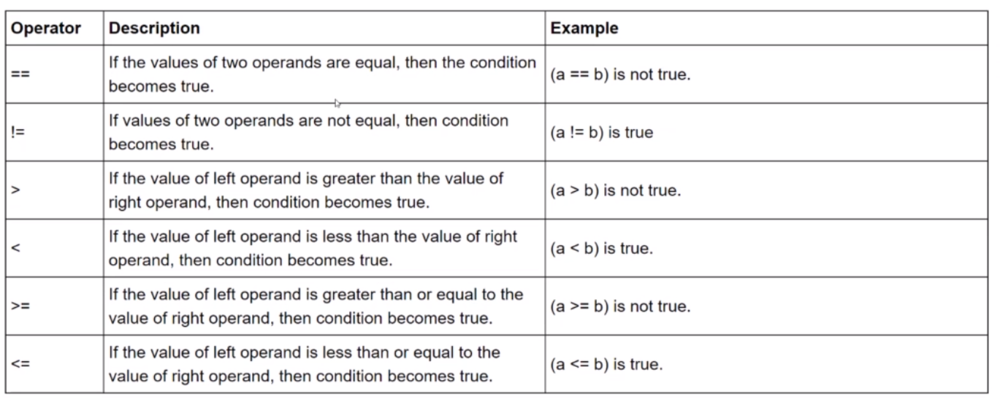 Operator Description Example
== If the values of two operands are equal, then the condition becomes true. (a == b) is not true.
!= If values of two operands are not equal, then condition becomes true. (a != b) is true
> If the value of left operand is greater than the value of right operand, then condition becomes true. (a > b) is not true.
< If the value of left operand is less than the value of right operand, then condition becomes true. (a < b) is true.
>= If the value of left operand is greater than or equal to the value of right operand, then condition becomes true. (a >= b) is not true.
<= If the value of left operand is less than or equal to the value of right operand, then condition becomes true. (a <= b) is true.